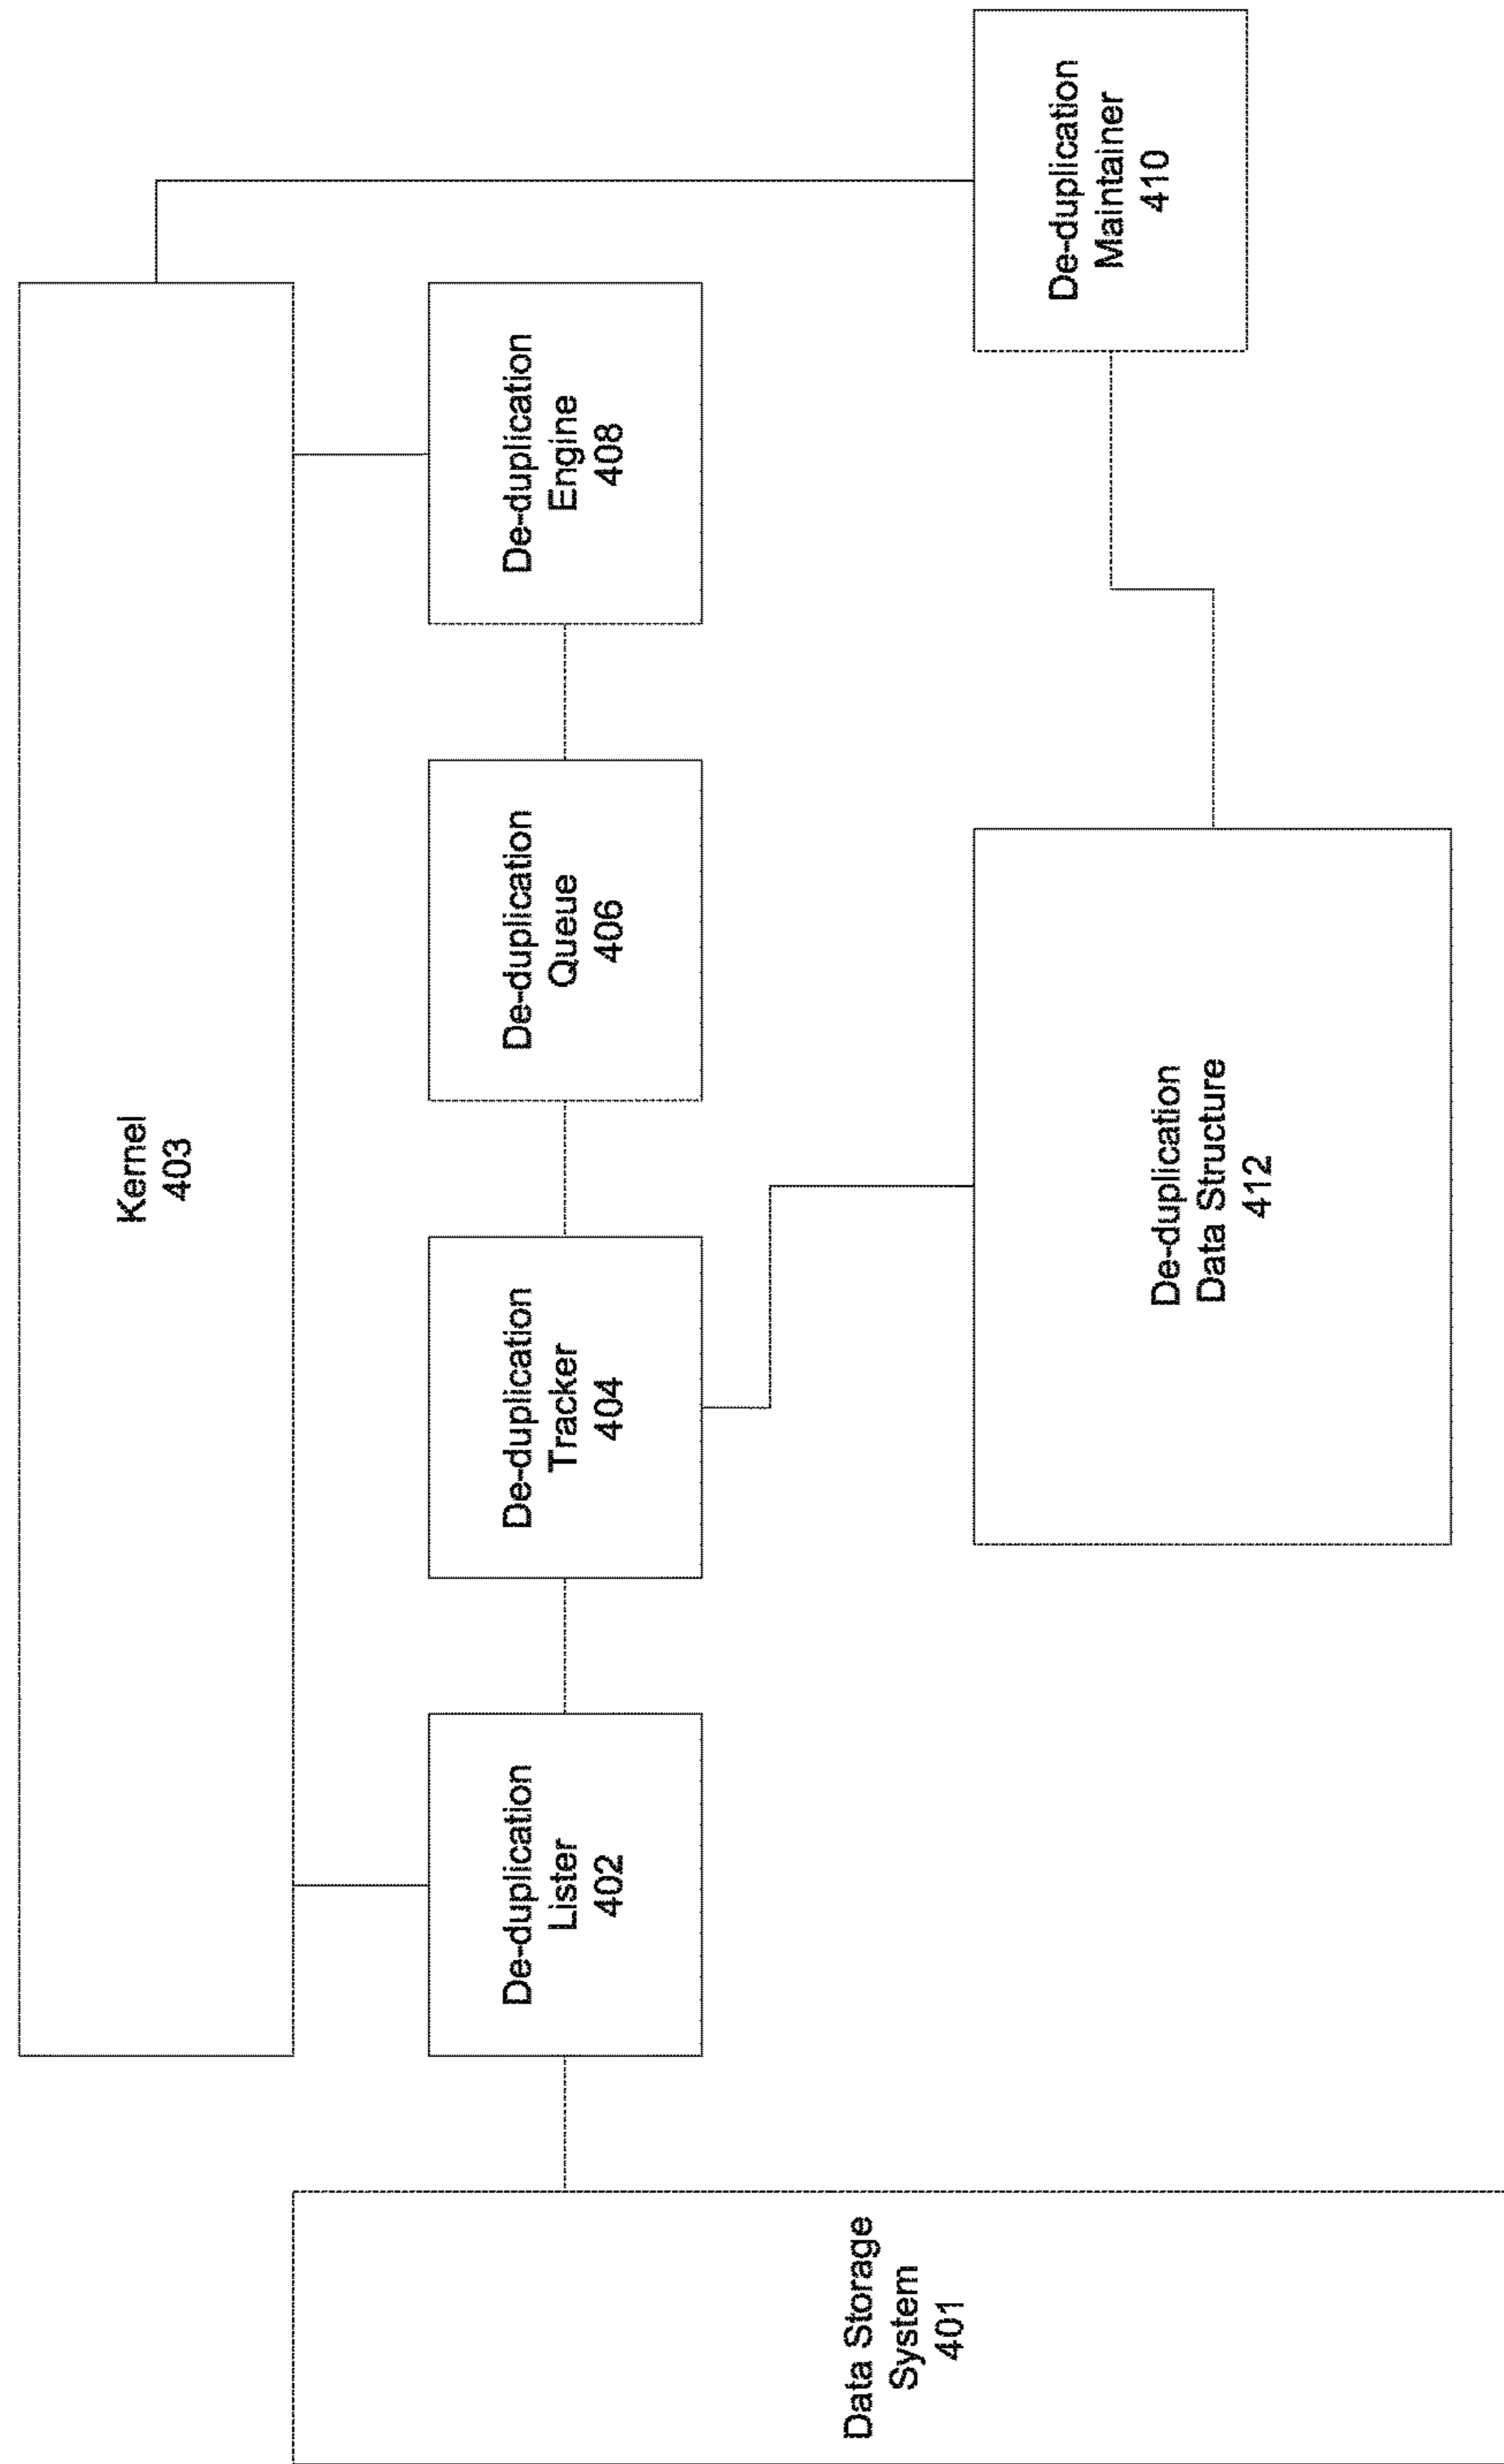 Kernel
403
Data Storage
System
401
De-duplication
Lister
402
De-duplication
Tracker
404
De-duplication
Queue
406
De-duplication
Engine
408
De-duplication
Data Structure
412
De-duplication
Maintainer
410